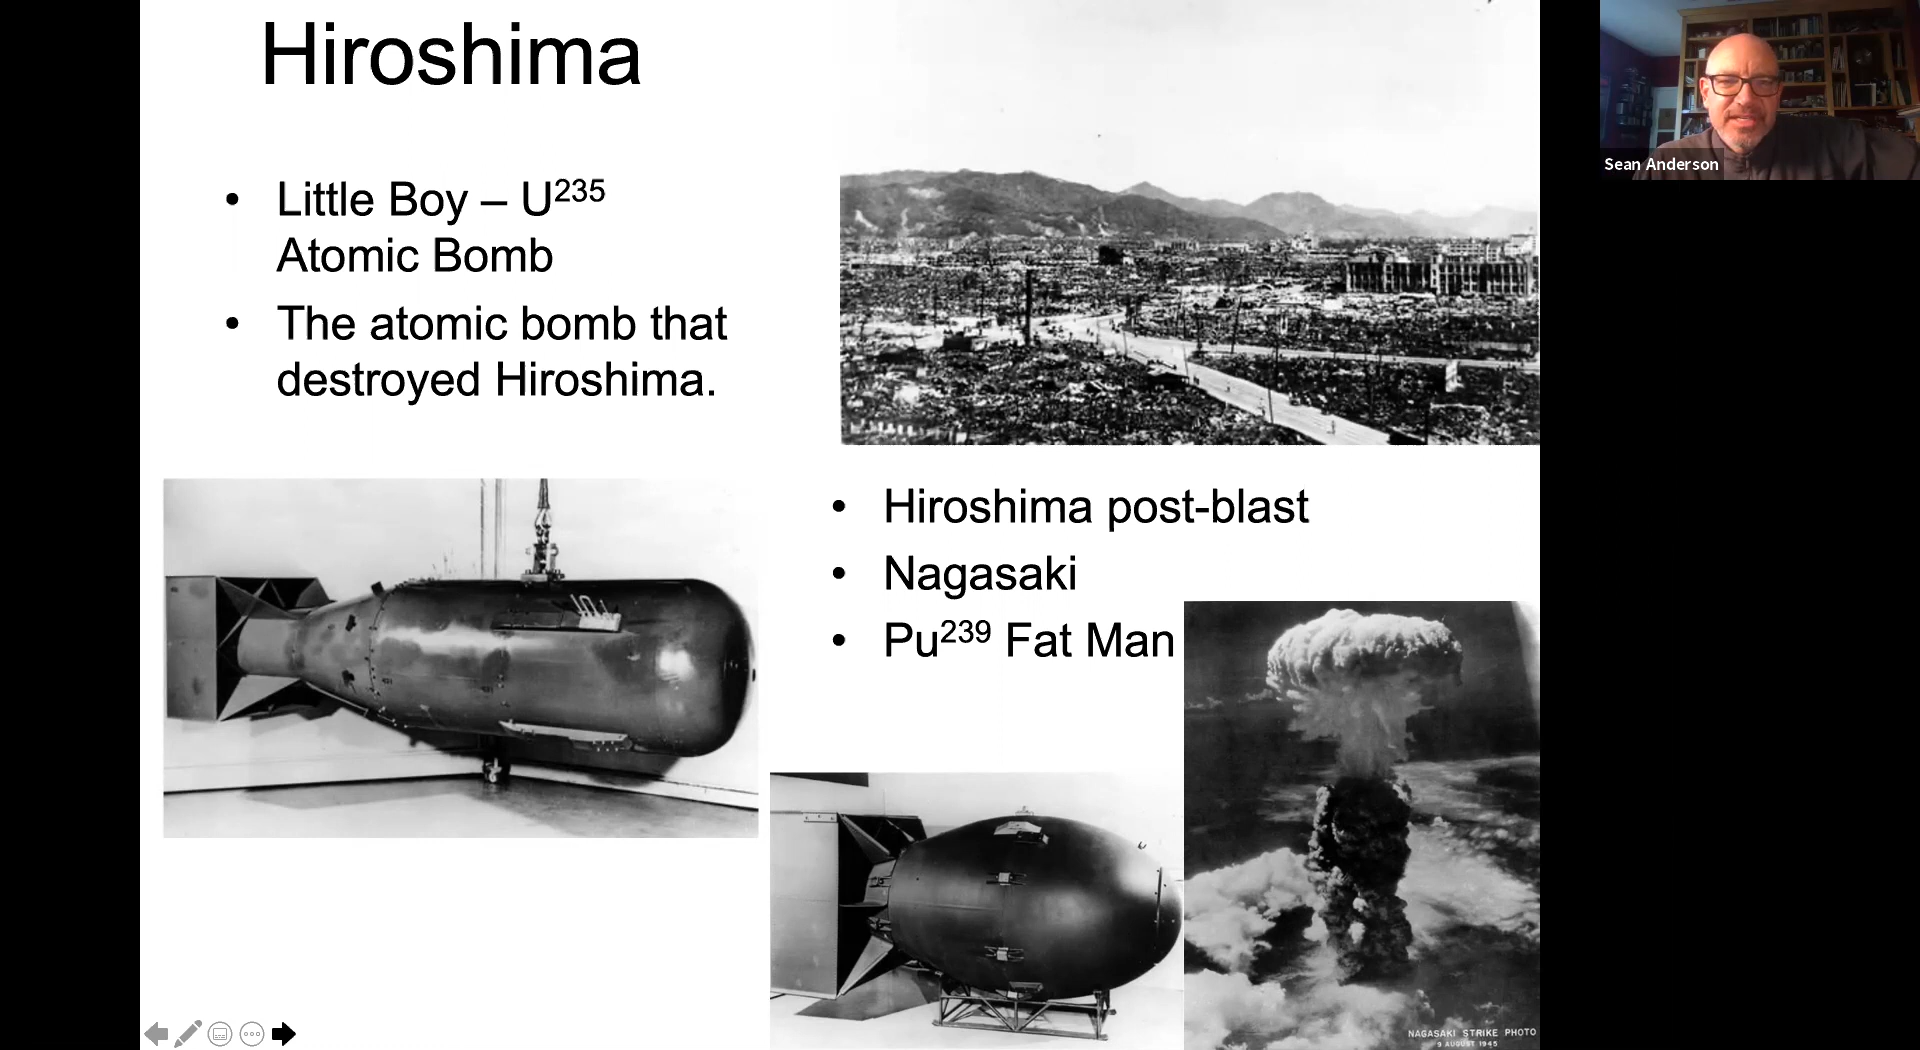 Hiroshima
• Little Boy – U²³⁵
Atomic Bomb
• The atomic bomb that
destroyed Hiroshima.
• Hiroshima post-blast
• Nagasaki
• Pu²³⁹ Fat Man
NAGASAKI STRIKE PHOTO
9 AUGUST 1945
Sean Anderson